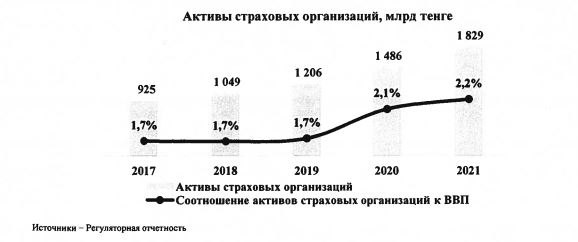 Активы страховых организаций, млрд тенге
1 829
1 486
1 206
1 049
925
2,2%
2,1%
1,7% 1,7% 1,7%
2017 2018 2019 2020 2021
Активы страховых организаций
Соотношение активов страховых организаций к ВВП
Источники – Регуляторная отчетность